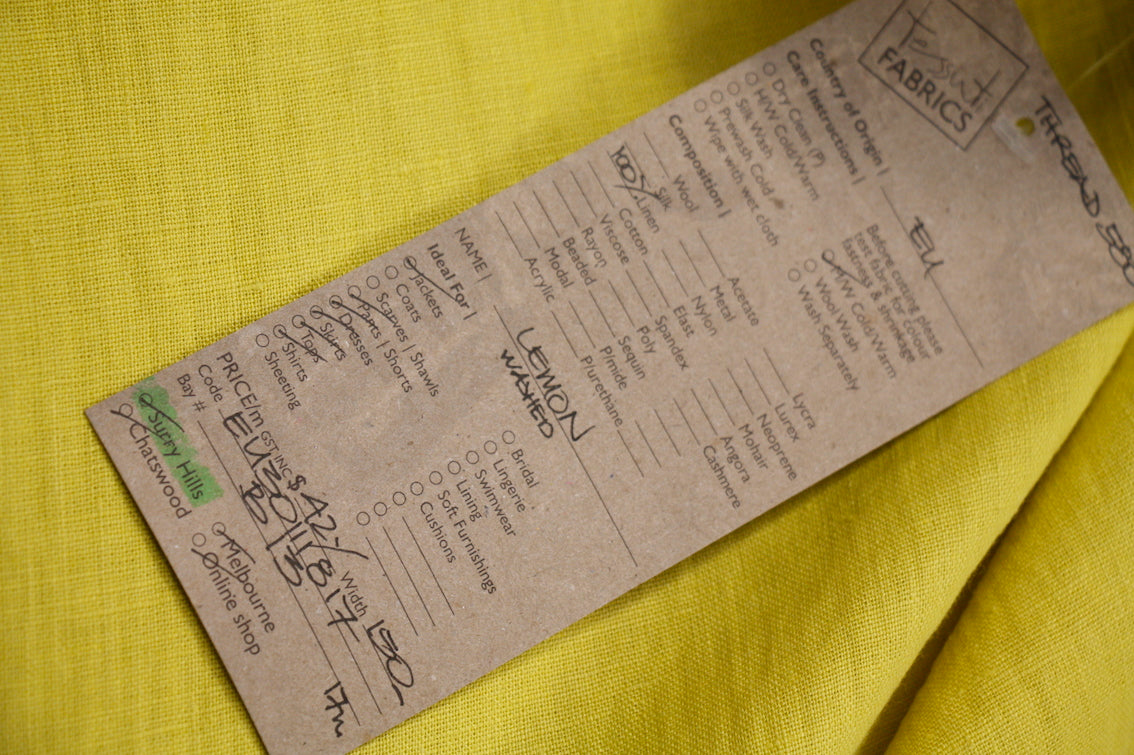 Tessuti
FABRICS
THREAD 580
Country of Origin | EU
Care Instructions |
Dry Clean (P)
H/W Cold/Warm
Silk Wash
Prewash Cold
Wipe with wet cloth
Before cutting please
test fabric for colour
fastness & shrinkage
H/W Cold/Warm
Wool Wash
Wash Separately
Composition |
Wool
Silk
100% Linen
Cotton
Viscose
Rayon
Beaded
Modal
Acrylic
Acetate
Metal
Nylon
Elast
Spandex
Poly
Sequin
P/mide
P/urethane
Lycra
Lurex
Neoprene
Mohair
Angora
Cashmere
NAME | LEMON
WASHED
Ideal For |
Jackets
Coats
Scarves | Shawls
Pants | Shorts
Dresses
Skirts
Tops
Shirts
Sheeting
Bridal
Lingerie
Swimwear
Lining
Soft Furnishings
Cushions
PRICE/m GST INC $ 42-/ Width 150
Code
Bay #
17m
Surry Hills
Chatswood
Melbourne
Online shop